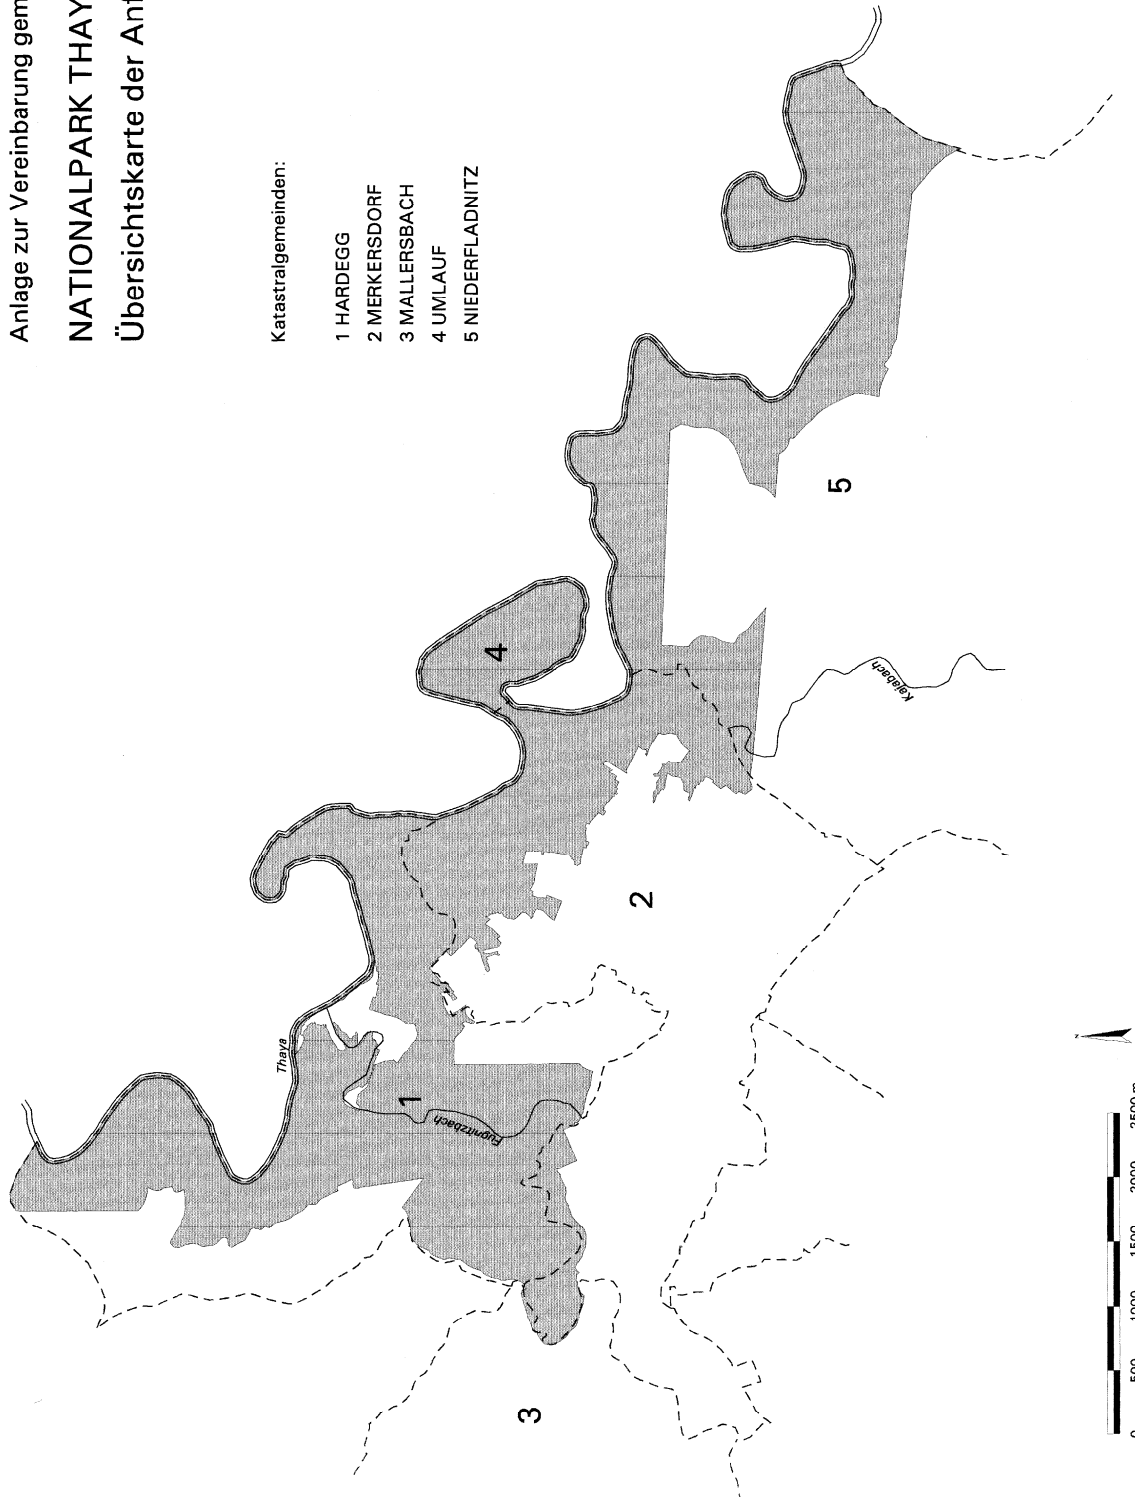 Anlage zur Vereinbarung gem
NATIONALPARK THAY
Übersichtskarte der Ant
Katastralgemeinden:
1 HARDEGG
2 MERKERSDORF
3 MALLERSBACH
4 UMLAUF
5 NIEDERFLADNITZ
Thaya
1
Fugnitzbach
4
2
3
5
Kajabach
0 500 1000 1500 2000 2500 m